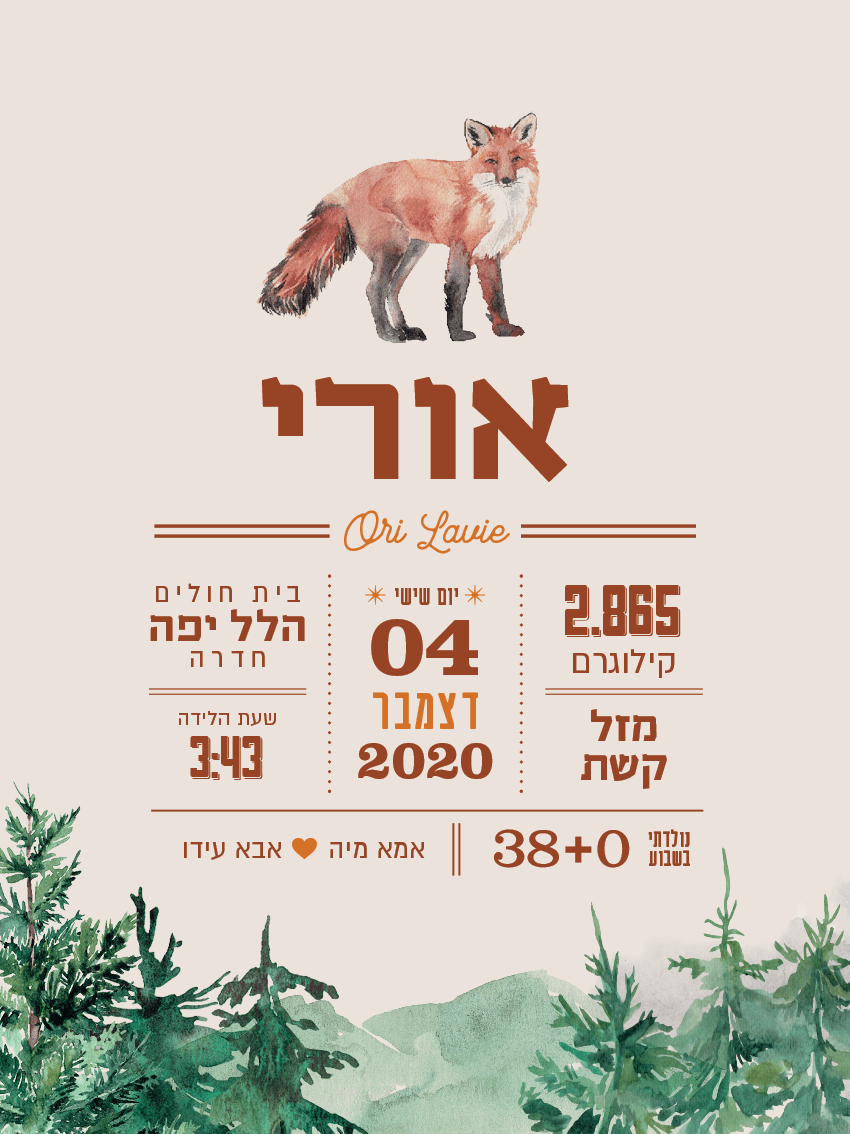 אורי
Ori Lavie
2.865
קילוגרם
מזל
קשת
יום שישי
04
דצמבר
2020
בית חולים
הלל יפה
חדרה
שעת הלידה
3:43
נולדתי
בשבוע
38+0
אמא מיה אבא עידו